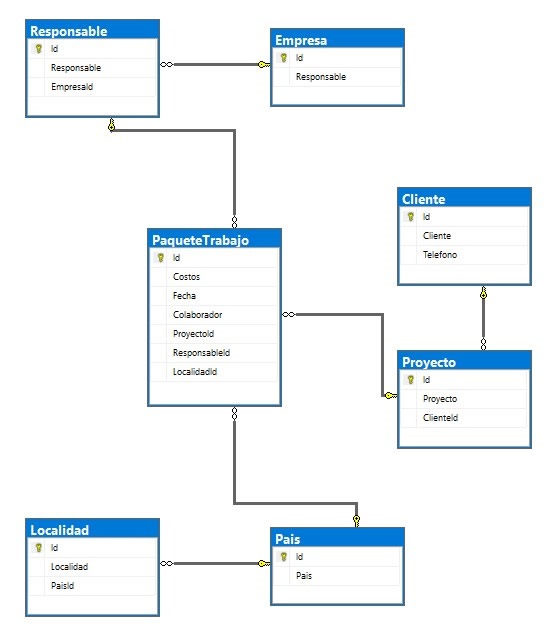 Responsable
Id
Responsable
EmpresaId
Empresa
Id
Responsable
Cliente
Id
Cliente
Telefono
PaqueteTrabajo
Id
Costos
Fecha
Colaborador
ProyectoId
ResponsableId
LocalidadId
Proyecto
Id
Proyecto
ClienteId
Localidad
Id
Localidad
PaisId
Pais
Id
Pais